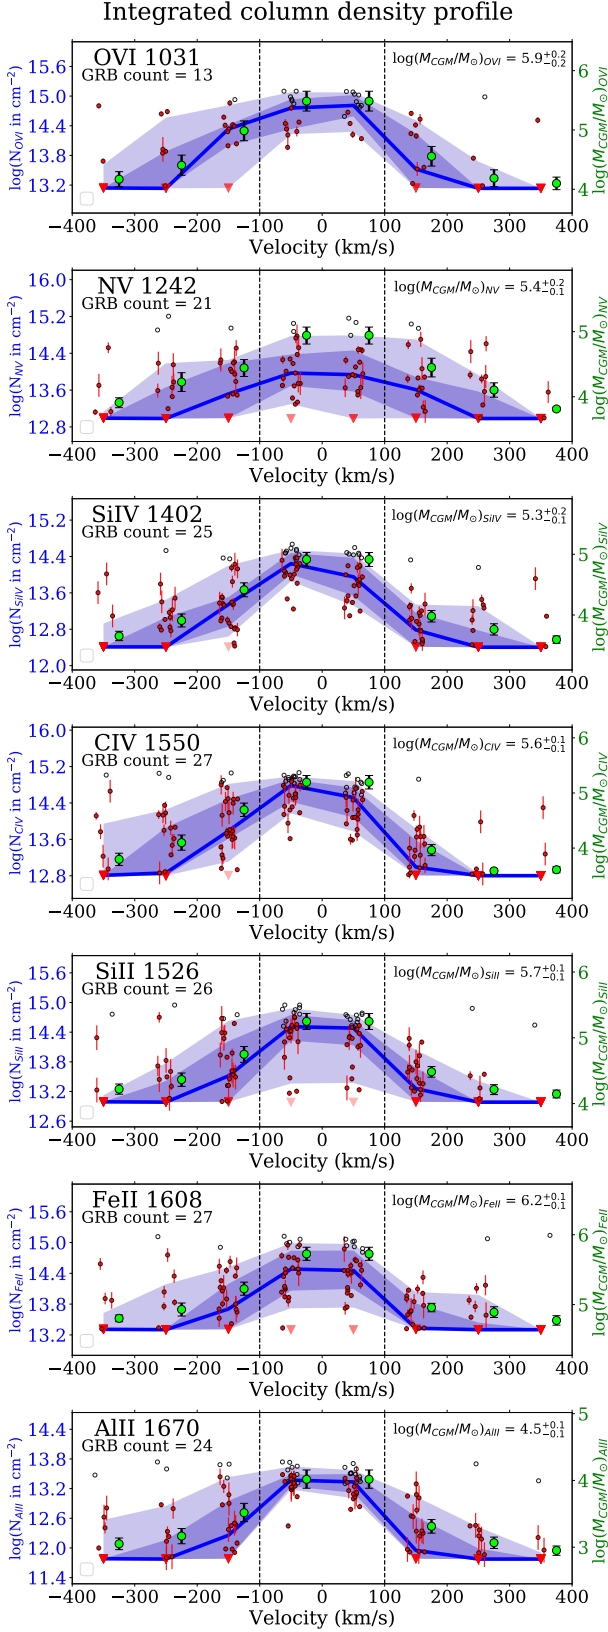 Integrated column density profile
OVI 1031
GRB count = 13
log(M_CGM/M_⊙)_OVI = 5.9^{+0.2}_{-0.2}
log(N_OVI in cm^{-2})
15.6
15.0
14.4
13.8
13.2
6
5
4
log(M_CGM/M_⊙)_OVI
−400 −300 −200 −100 0 100 200 300 400
Velocity (km/s)
NV 1242
GRB count = 21
log(M_CGM/M_⊙)_NV = 5.4^{+0.2}_{-0.1}
log(N_NV in cm^{-2})
16.0
15.2
14.4
13.6
12.8
5
4
log(M_CGM/M_⊙)_NV
−400 −300 −200 −100 0 100 200 300 400
Velocity (km/s)
SiIV 1402
GRB count = 25
log(M_CGM/M_⊙)_SiIV = 5.3^{+0.2}_{-0.1}
log(N_SiIV in cm^{-2})
15.2
14.4
13.6
12.8
12.0
5
4
log(M_CGM/M_⊙)_SiIV
−400 −300 −200 −100 0 100 200 300 400
Velocity (km/s)
CIV 1550
GRB count = 27
log(M_CGM/M_⊙)_CIV = 5.6^{+0.1}_{-0.1}
log(N_CIV in cm^{-2})
16.0
15.2
14.4
13.6
12.8
6
5
4
log(M_CGM/M_⊙)_CIV
−400 −300 −200 −100 0 100 200 300 400
Velocity (km/s)
SiII 1526
GRB count = 26
log(M_CGM/M_⊙)_SiII = 5.7^{+0.1}_{-0.1}
log(N_SiII in cm^{-2})
15.6
15.0
14.4
13.8
13.2
12.6
6
5
4
log(M_CGM/M_⊙)_SiII
−400 −300 −200 −100 0 100 200 300 400
Velocity (km/s)
FeII 1608
GRB count = 27
log(M_CGM/M_⊙)_FeII = 6.2^{+0.1}_{-0.1}
log(N_FeII in cm^{-2})
15.6
15.0
14.4
13.8
13.2
6
5
log(M_CGM/M_⊙)_FeII
−400 −300 −200 −100 0 100 200 300 400
Velocity (km/s)
AlII 1670
GRB count = 24
log(M_CGM/M_⊙)_AlII = 4.5^{+0.1}_{-0.1}
log(N_AlII in cm^{-2})
14.4
13.8
13.2
12.6
12.0
11.4
5
4
3
log(M_CGM/M_⊙)_AlII
−400 −300 −200 −100 0 100 200 300 400
Velocity (km/s)